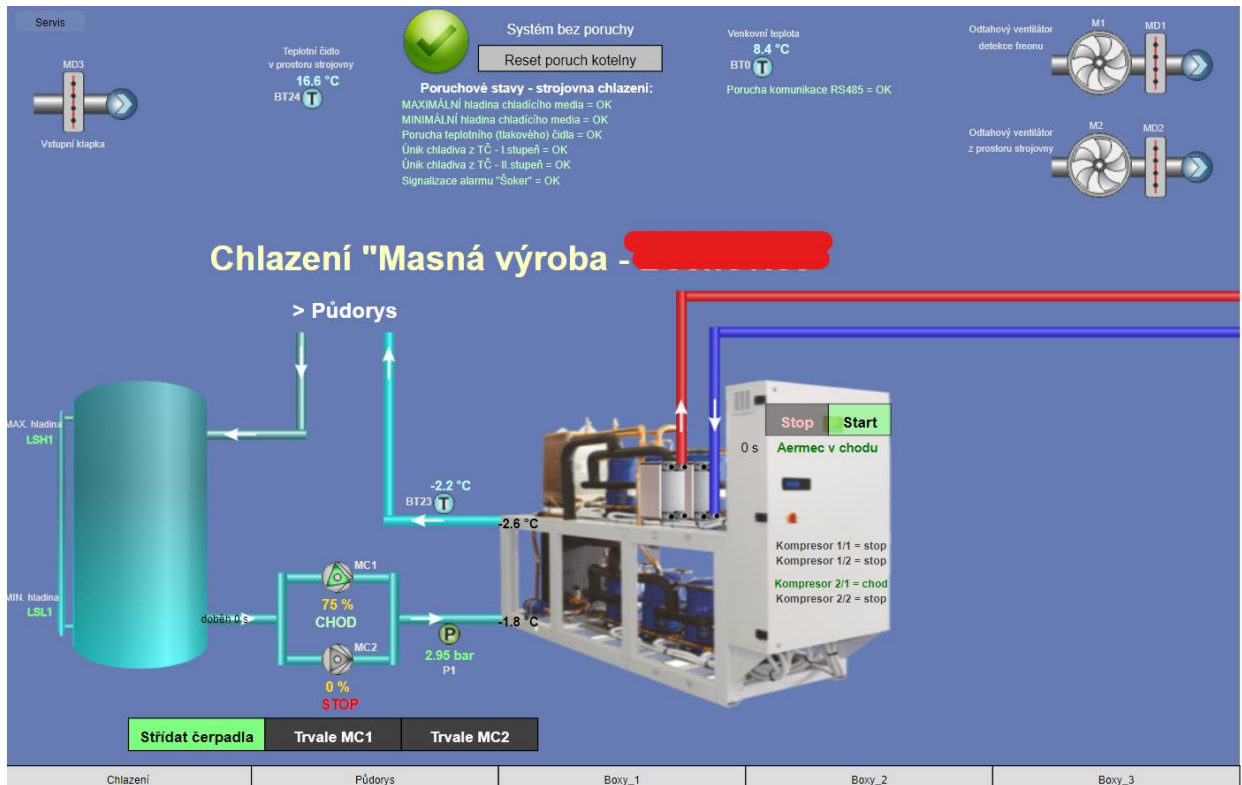 Servis
MD3
Vstupní klapka
Teplotní čidlo
v prostoru strojovny
16.6 °C
BT24 T
Systém bez poruchy
Reset poruch kotelny
Poruchové stavy - strojovna chlazení:
MAXIMÁLNÍ hladina chladícího media = OK
MINIMÁLNÍ hladina chladícího media = OK
Porucha teplotního (tlakového) čidla = OK
Únik chladiva z TČ - I.stupeň = OK
Únik chladiva z TČ - II.stupeň = OK
Signalizace alarmu "Šoker" = OK
Venkovní teplota
8.4 °C
BT0 T
Porucha komunikace RS485 = OK
Odtahový ventilátor
detekce freonu
M1
MD1
Odtahový ventilátor
z prostoru strojovny
M2
MD2
Chlazení "Masná výroba -
> Půdorys
MAX. hladina
LSH1
MIN. hladina
LSL1
doběh 0 s
MC1
75 %
CHOD
MC2
0 %
STOP
-2.2 °C
BT23 T
-2.6 °C
-1.8 °C
P
2.95 bar
P1
Stop
Start
0 s
Aermec v chodu
Kompresor 1/1 = stop
Kompresor 1/2 = stop
Kompresor 2/1 = chod
Kompresor 2/2 = stop
Střídat čerpadla
Trvale MC1
Trvale MC2
Chlazení
Půdorys
Boxy_1
Boxy_2
Boxy_3